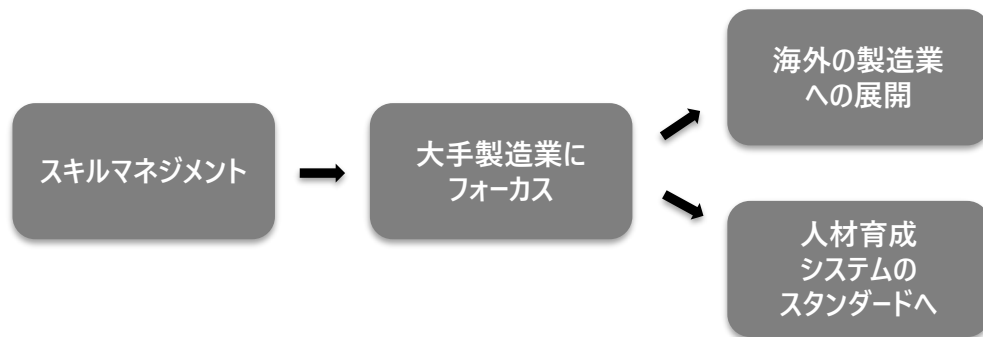 スキルマネジメント
大手製造業に
フォーカス
海外の製造業
への展開
人材育成
システムの
スタンダードへ